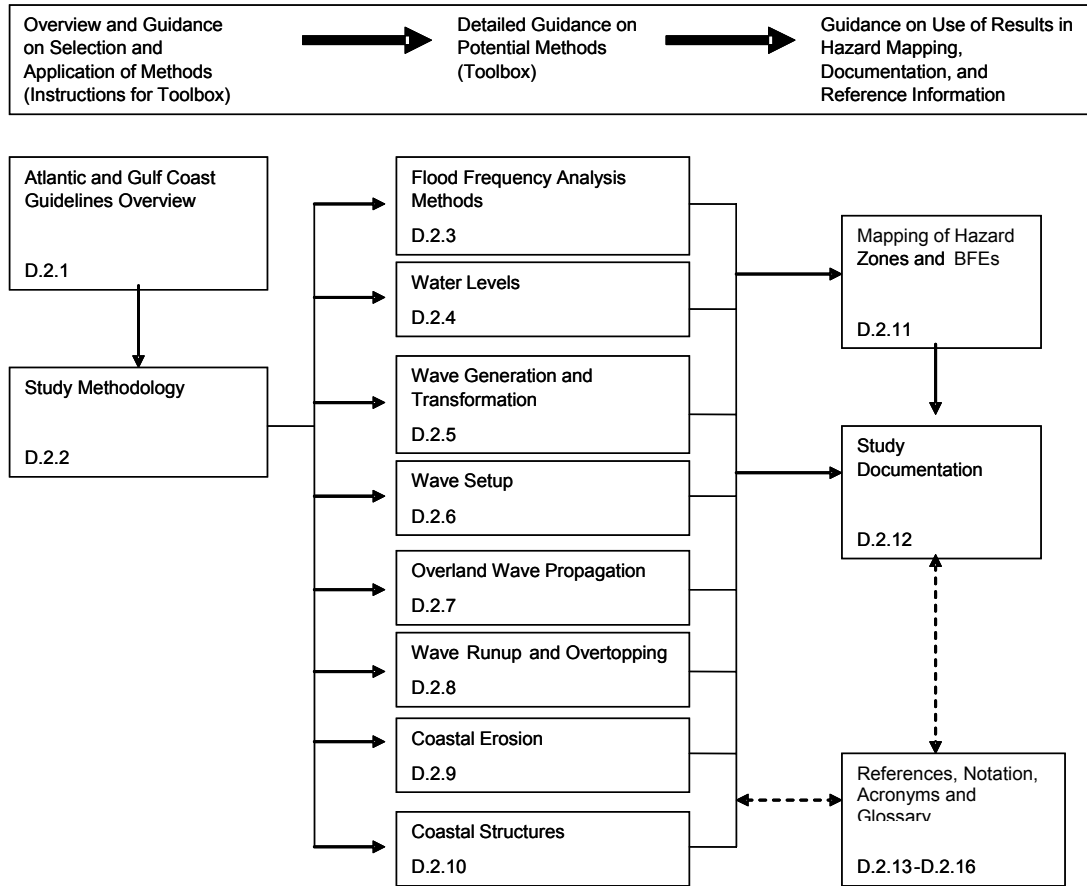 Overview and Guidance
on Selection and
Application of Methods
(Instructions for Toolbox)
Detailed Guidance on
Potential Methods
(Toolbox)
Guidance on Use of Results in
Hazard Mapping,
Documentation, and
Reference Information
Atlantic and Gulf Coast
Guidelines Overview
D.2.1
Study Methodology
D.2.2
Flood Frequency Analysis
Methods
D.2.3
Water Levels
D.2.4
Wave Generation and
Transformation
D.2.5
Wave Setup
D.2.6
Overland Wave Propagation
D.2.7
Wave Runup and Overtopping
D.2.8
Coastal Erosion
D.2.9
Coastal Structures
D.2.10
Mapping of Hazard
Zones and BFEs
D.2.11
Study
Documentation
D.2.12
References, Notation,
Acronyms and
Glossary
D.2.13-D.2.16